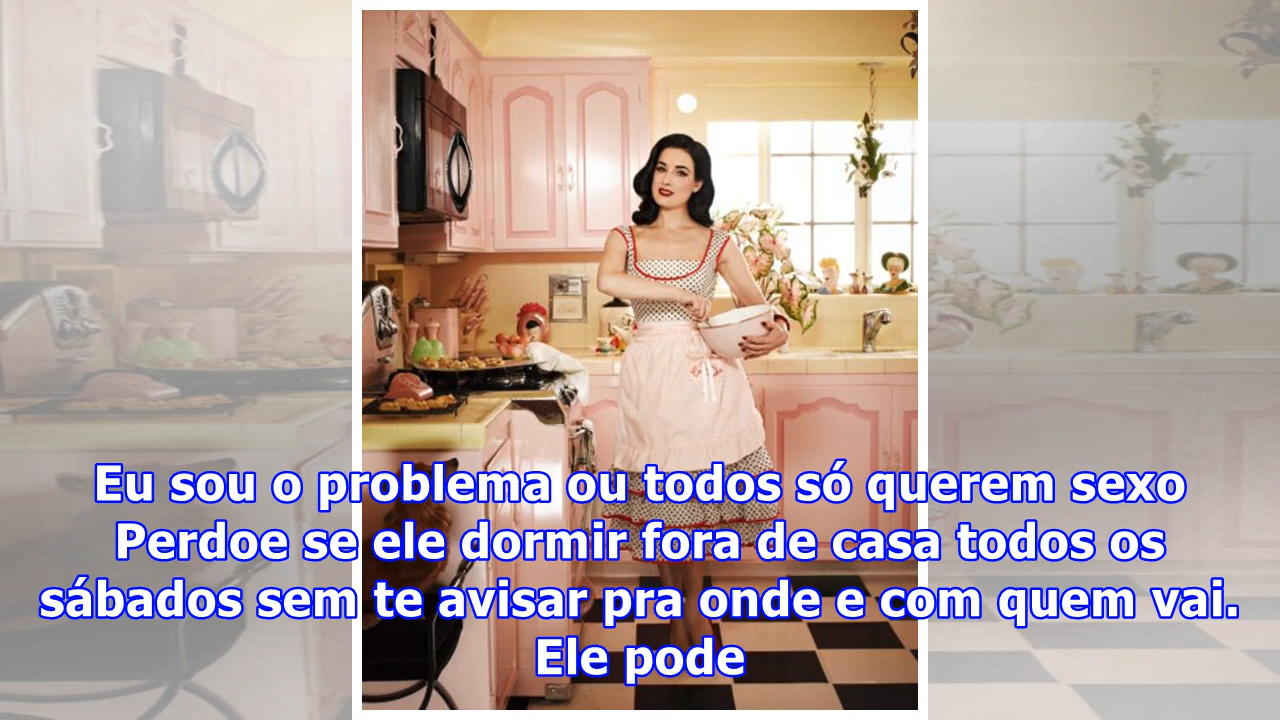 Eu sou o problema ou todos só querem sexo
Perdoe se ele dormir fora de casa todos os
sábados sem te avisar pra onde e com quem vai.
Ele pode